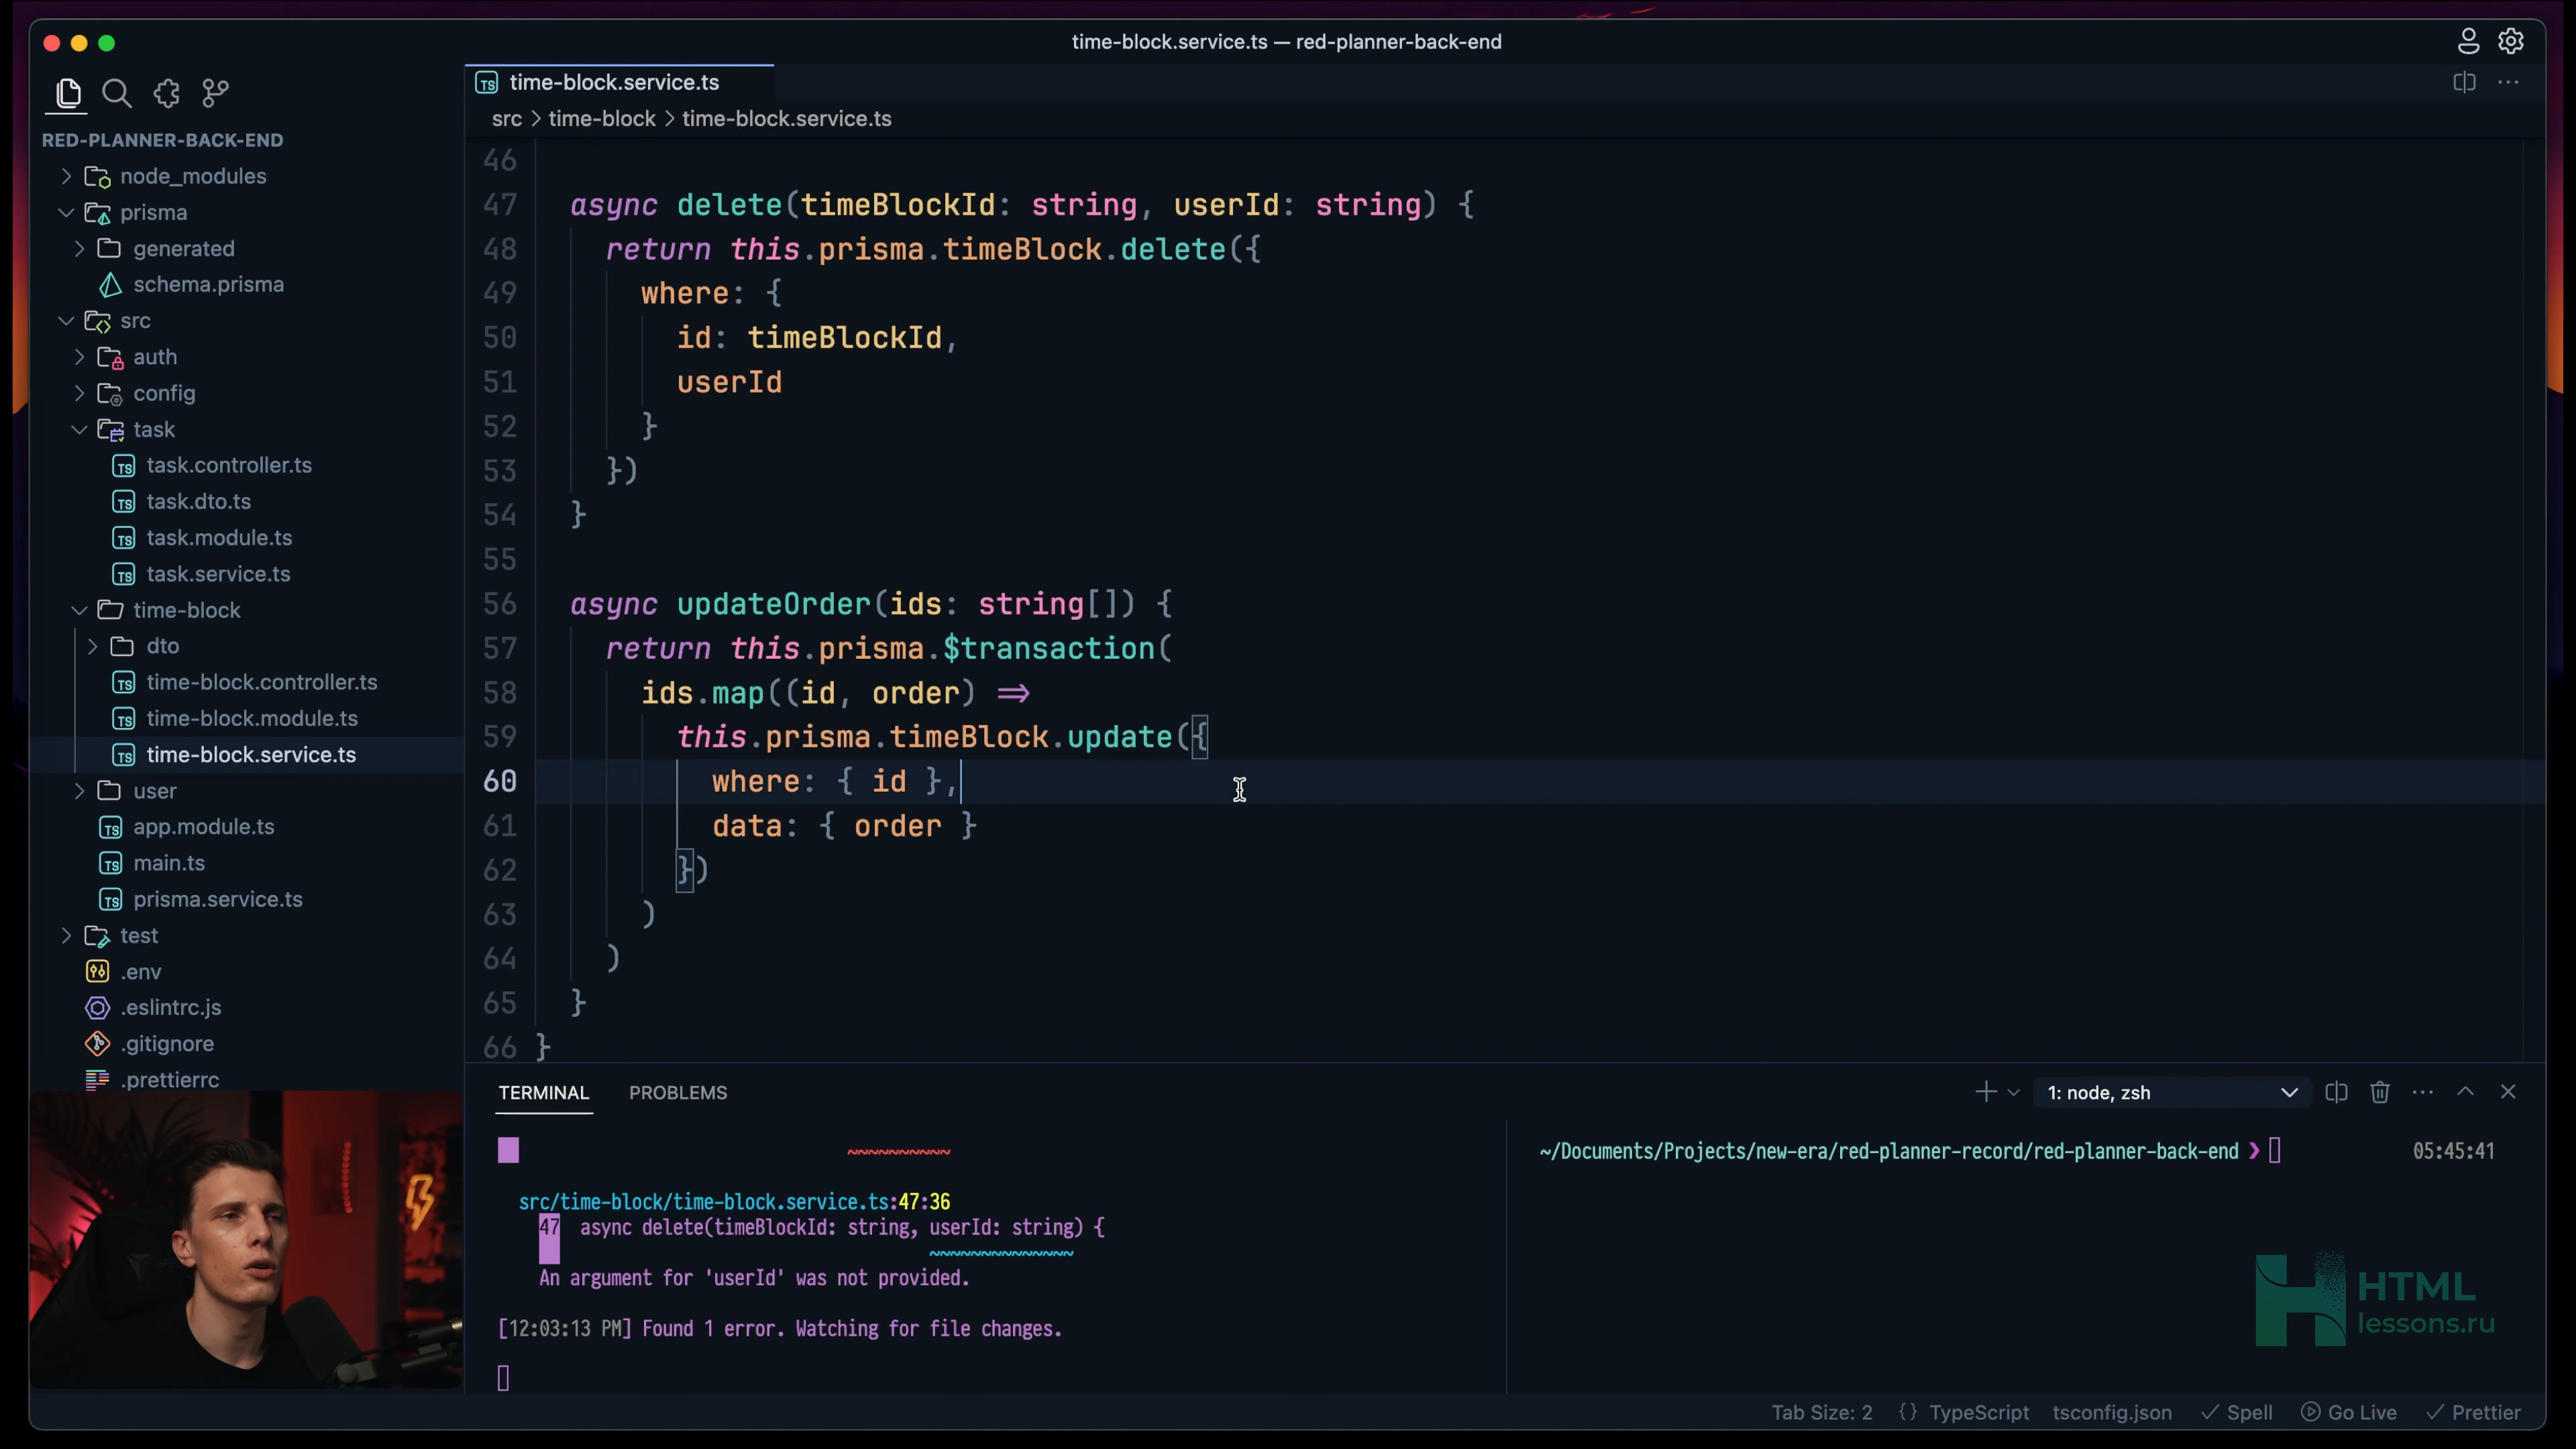 time-block.service.ts — red-planner-back-end
RED-PLANNER-BACK-END
node_modules
prisma
generated
schema.prisma
src
auth
config
task
task.controller.ts
task.dto.ts
task.module.ts
task.service.ts
time-block
dto
time-block.controller.ts
time-block.module.ts
time-block.service.ts
user
app.module.ts
main.ts
prisma.service.ts
test
.env
.eslintrc.js
.gitignore
.prettierrc
time-block.service.ts
src > time-block > time-block.service.ts
46
47 async delete(timeBlockId: string, userId: string) {
48 return this.prisma.timeBlock.delete({
49 where: {
50 id: timeBlockId,
51 userId
52 }
53 })
54 }
55
56 async updateOrder(ids: string[]) {
57 return this.prisma.$transaction(
58 ids.map((id, order) =>
59 this.prisma.timeBlock.update({
60 where: { id },
61 data: { order }
62 })
63 )
64 )
65 }
66 }
TERMINAL PROBLEMS
1: node, zsh
~~~~~~~~~~
src/time-block/time-block.service.ts:47:36
47 async delete(timeBlockId: string, userId: string) {
~~~~~~~~~~~~~~
An argument for 'userId' was not provided.
[12:03:13 PM] Found 1 error. Watching for file changes.
~/Documents/Projects/new-era/red-planner-record/red-planner-back-end ❯ 05:45:41
HTML
lessons.ru
Tab Size: 2 {} TypeScript tsconfig.json ✓ Spell Go Live ✓ Prettier